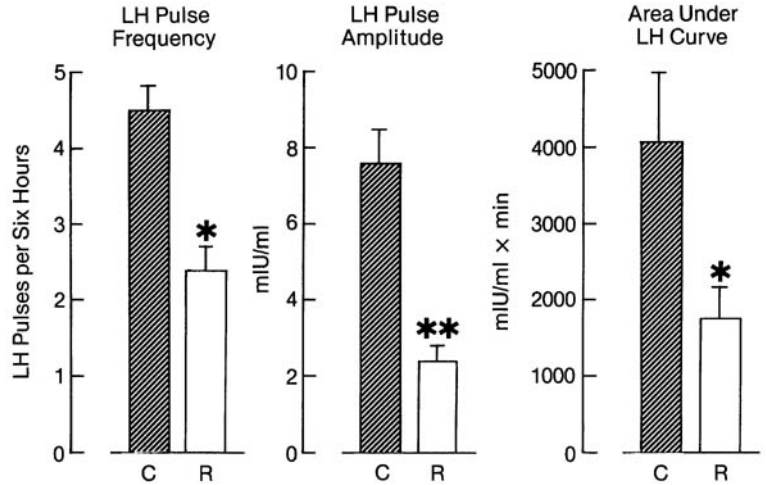 LH Pulse
Frequency
LH Pulse
Amplitude
Area Under
LH Curve
LH Pulses per Six Hours
5
4
3
2
1
0
*
C R
mIU/ml
10
8
6
4
2
0
**
C R
mIU/ml × min
5000
4000
3000
2000
1000
0
*
C R